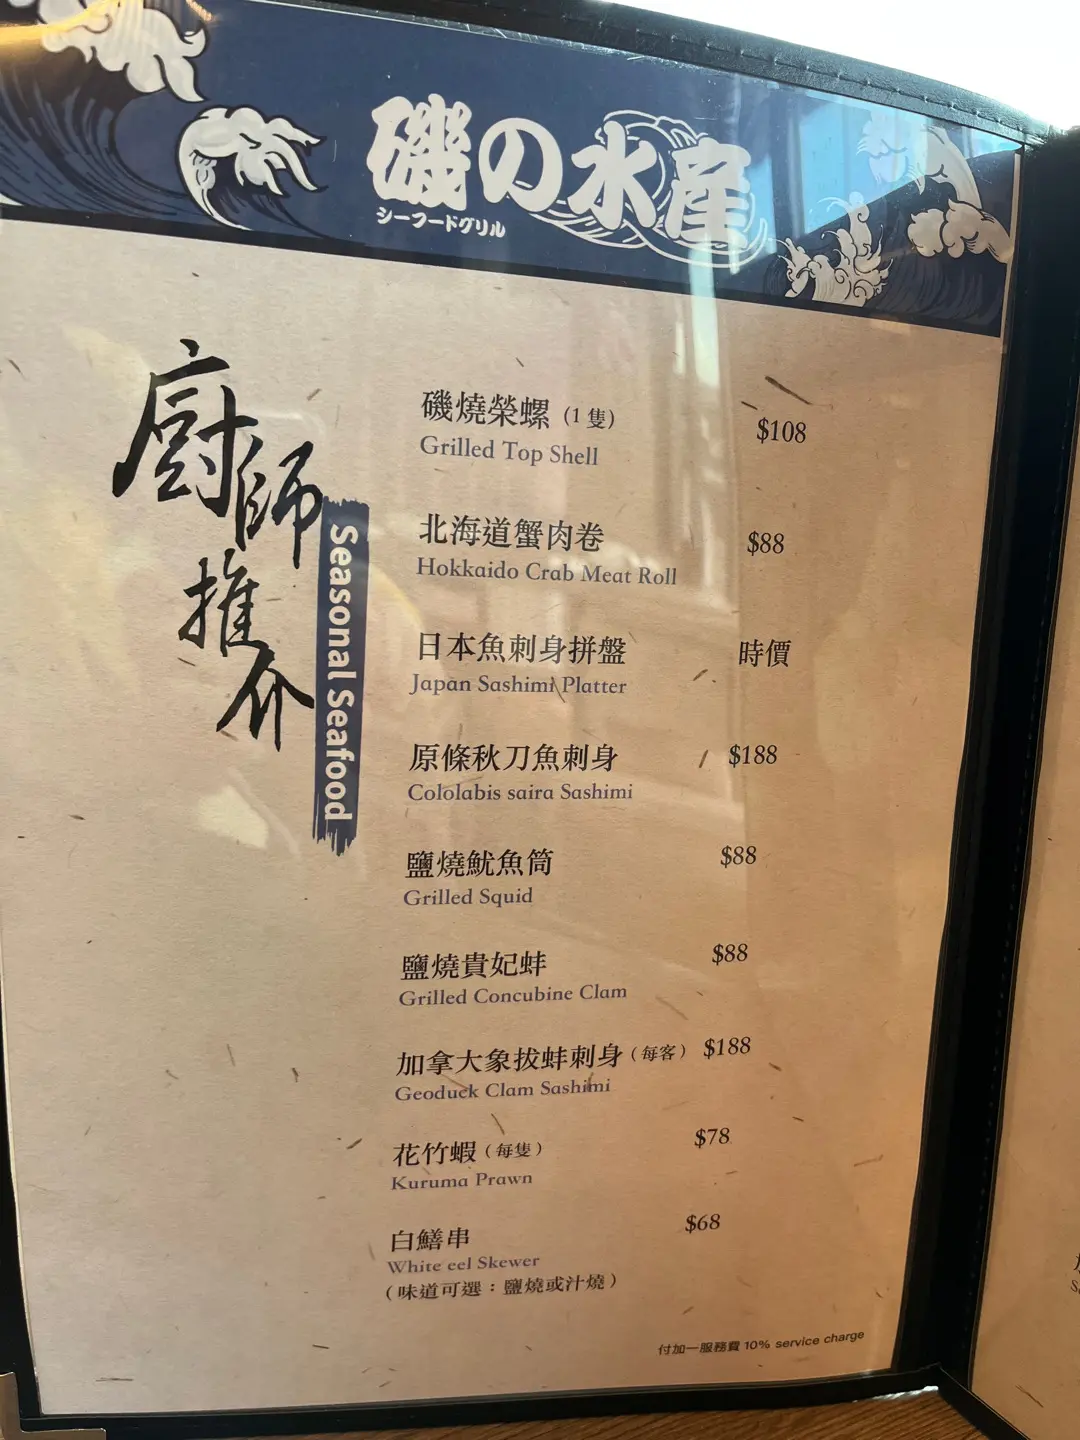 磯の水産
シーフードグリル
廚師推介
Seasonal Seafood
磯燒榮螺（1 隻） $108
Grilled Top Shell
北海道蟹肉卷 $88
Hokkaido Crab Meat Roll
日本魚刺身拼盤 時價
Japan Sashimi Platter
原條秋刀魚刺身 $188
Cololabis saira Sashimi
鹽燒魷魚筒 $88
Grilled Squid
鹽燒貴妃蚌 $88
Grilled Concubine Clam
加拿大象拔蚌刺身（每客） $188
Geoduck Clam Sashimi
花竹蝦（每隻） $78
Kuruma Prawn
白鱔串 $68
White eel Skewer
（味道可選：鹽燒或汁燒）
付加一服務費 10% service charge